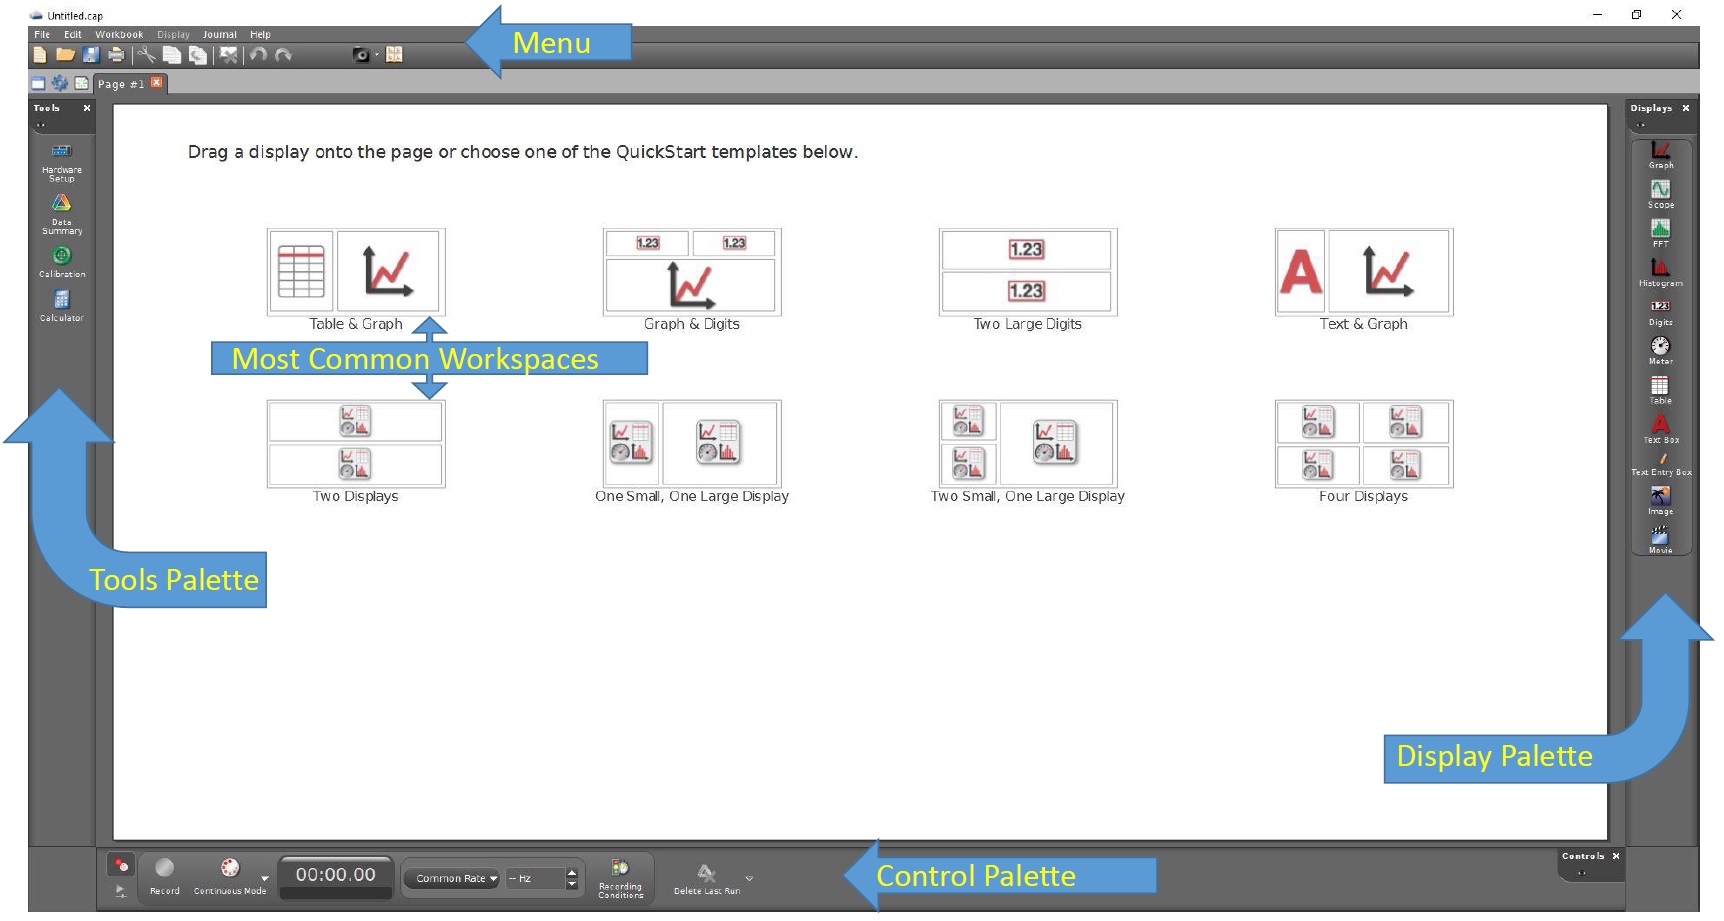 Untitled.cap
File Edit Workbook Display Journal Help
Menu
Page #1
Tools
Displays
Drag a display onto the page or choose one of the QuickStart templates below.
Hardware
Setup
Data
Summary
Calibration
Calculator
1.23 1.23
1.23
1.23
A
Table & Graph
Graph & Digits
Two Large Digits
Text & Graph
Most Common Workspaces
Two Displays
One Small, One Large Display
Two Small, One Large Display
Four Displays
Graph
Scope
FFT
Histogram
1.23
Digits
Meter
Table
A
Text Box
Text Entry Box
Image
Movie
Tools Palette
Display Palette
Control Palette
Controls
Record
Continuous Mode
00:00.00
Common Rate
-- Hz
Recording
Conditions
Delete Last Run